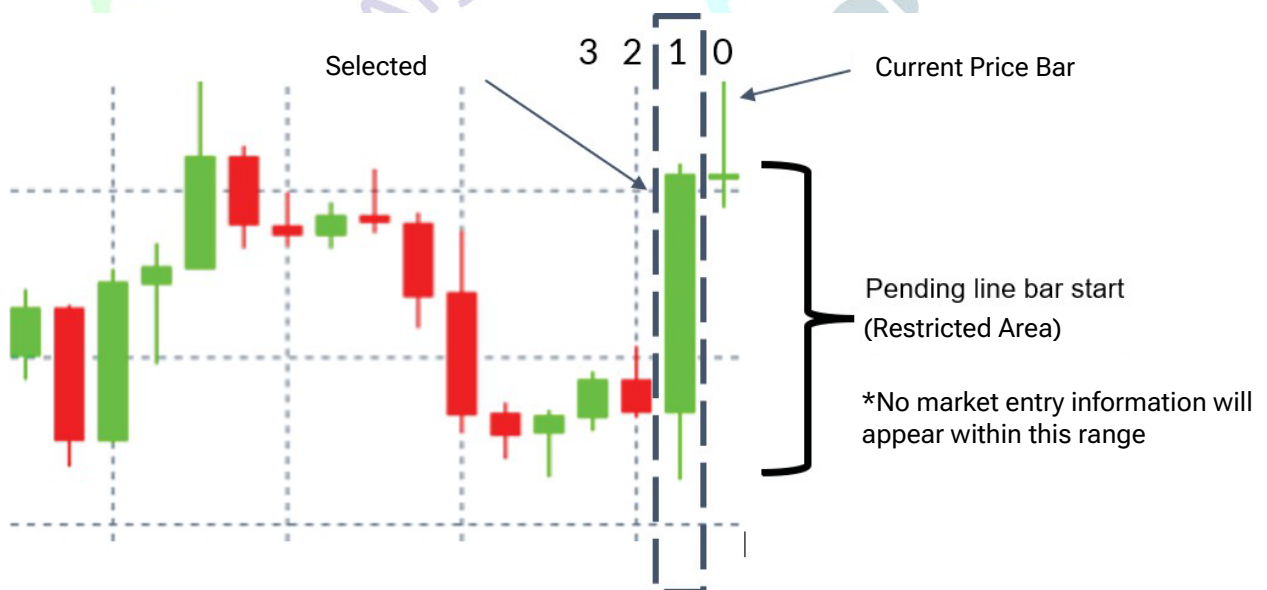 3 2 1 0
Selected
Current Price Bar
Pending line bar start
(Restricted Area)
*No market entry information will
appear within this range